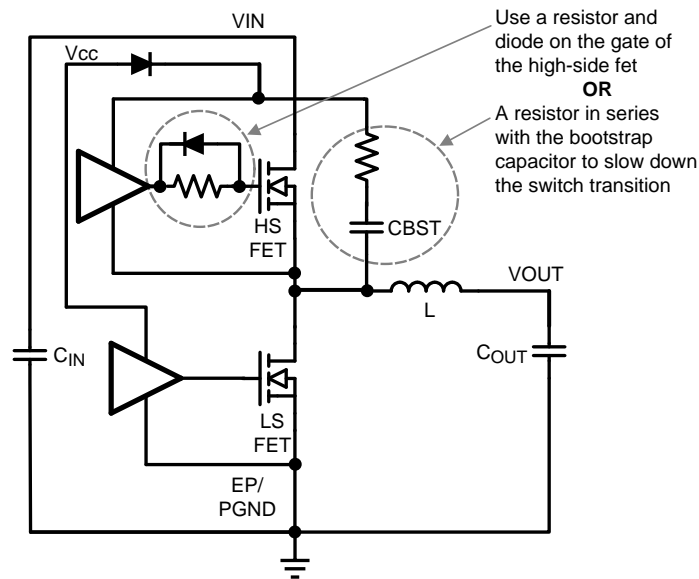 VIN
Vcc
Use a resistor and
diode on the gate of
the high-side fet
OR
A resistor in series
with the bootstrap
capacitor to slow down
the switch transition
HS
FET
CBST
VOUT
L
CIN
COUT
LS
FET
EP/
PGND